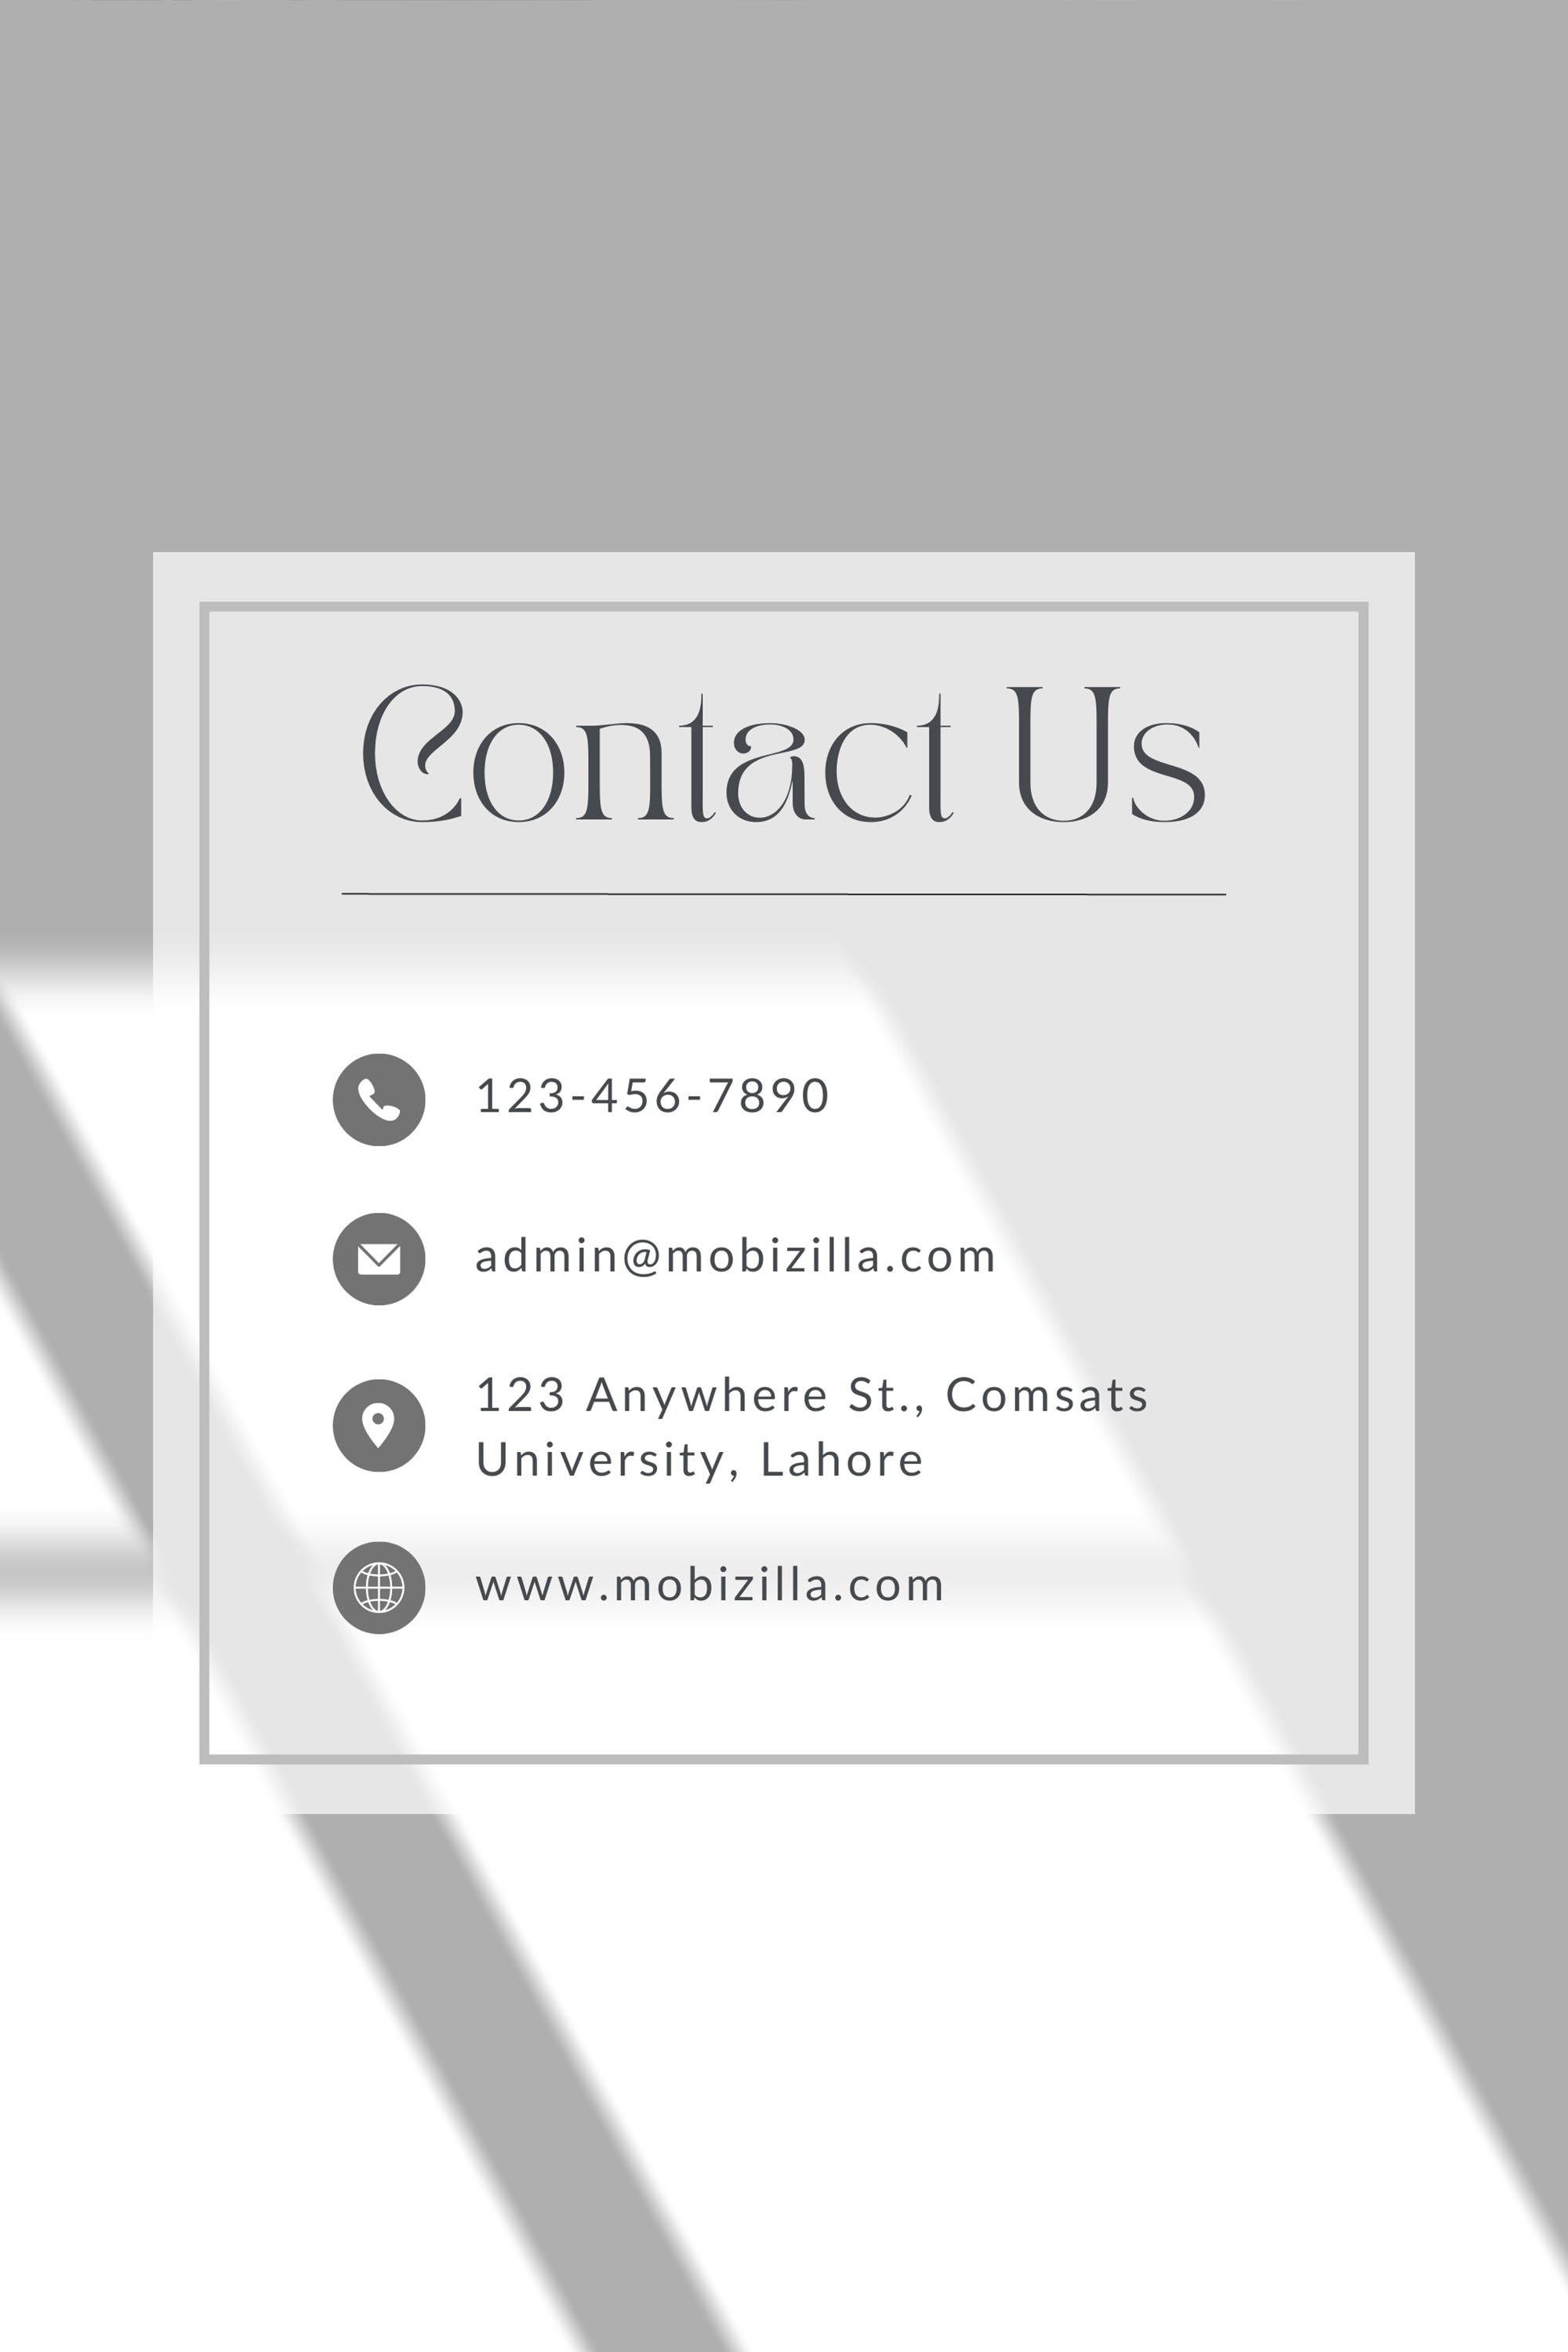 Contact Us
123-456-7890
admin@mobizilla.com
123 Anywhere St., Comsats
University, Lahore
www.mobizilla.com